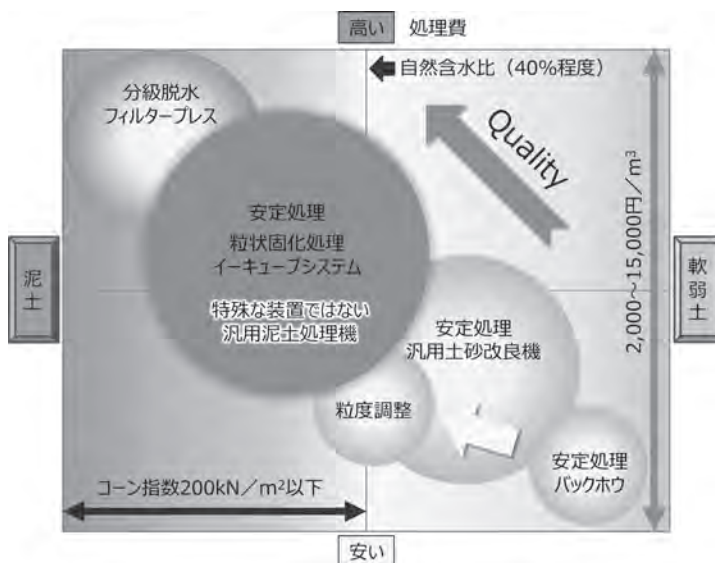 高い 処理費
自然含水比（40%程度）
分級脱水
フィルタープレス
Quality
安定処理
粒状固化処理
イーキューブシステム
特殊な装置ではない
汎用泥土処理機
泥土
軟弱土
2,000～15,000円／m³
安定処理
汎用土砂改良機
粒度調整
安定処理
バックホウ
コーン指数200kN／m²以下
安い